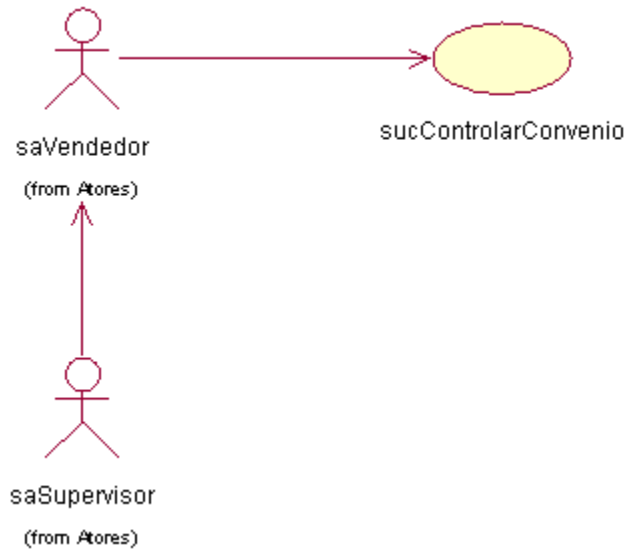 saVendedor
(from Atores)
sucControlarConvenio
saSupervisor
(from Atores)